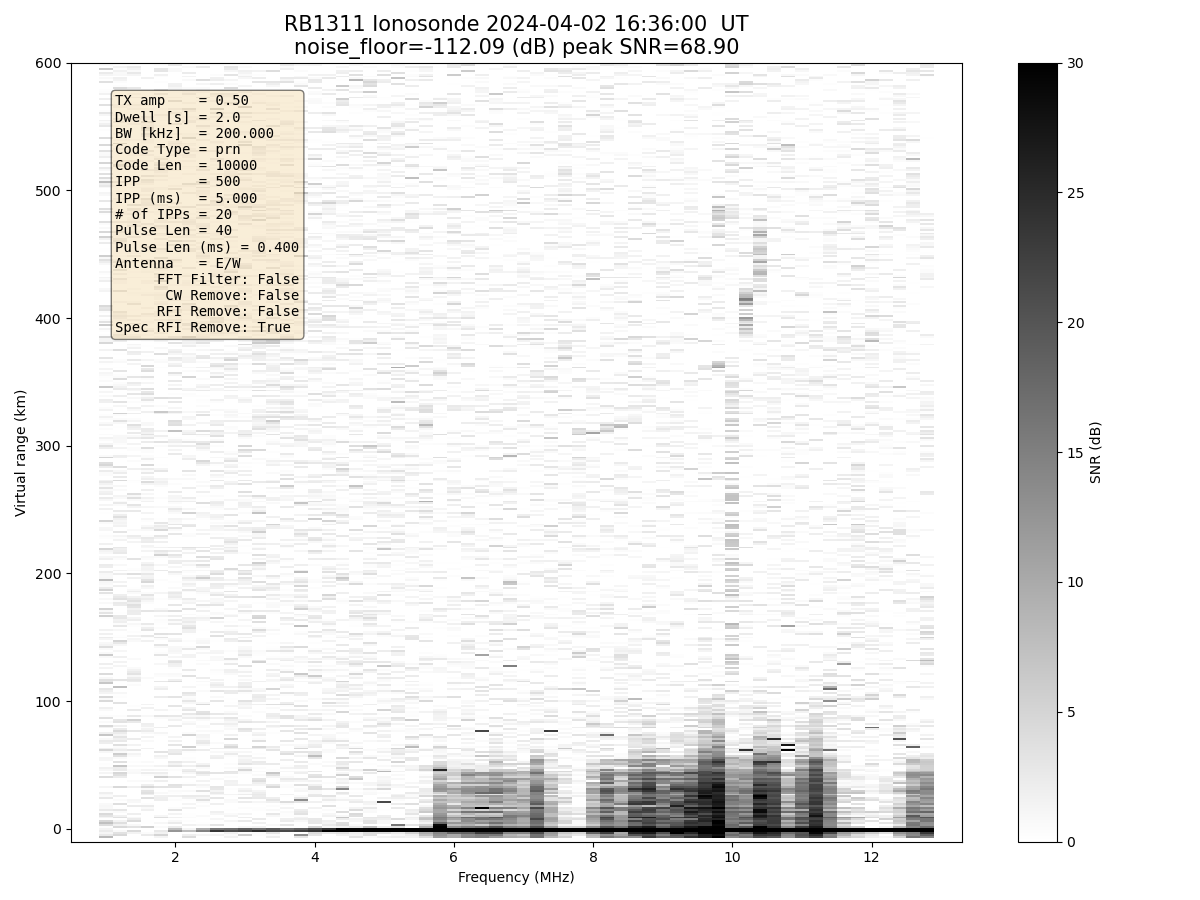 RB1311 Ionosonde 2024-04-02 16:36:00  UT
noise_floor=-112.09 (dB) peak SNR=68.90
TX amp    = 0.50
Dwell [s] = 2.0
BW [kHz]  = 200.000
Code Type = prn
Code Len  = 10000
IPP       = 500
IPP (ms)  = 5.000
# of IPPs = 20
Pulse Len = 40
Pulse Len (ms) = 0.400
Antenna   = E/W
FFT Filter: False
CW Remove: False
RFI Remove: False
Spec RFI Remove: True
600
500
400
300
200
100
0
Virtual range (km)
2 4 6 8 10 12
Frequency (MHz)
30
25
20
15
10
5
0
SNR (dB)